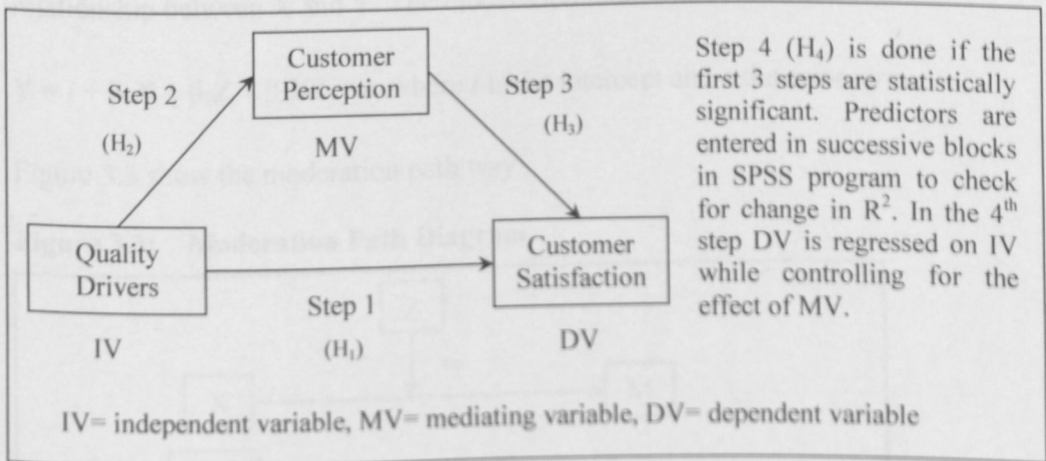 Customer
Perception
MV
Step 2
(H₂)
Step 3
(H₃)
Quality
Drivers
IV
Step 1
(H₁)
Customer
Satisfaction
DV
Step 4 (H₄) is done if the
first 3 steps are statistically
significant. Predictors are
entered in successive blocks
in SPSS program to check
for change in R². In the 4ᵗʰ
step DV is regressed on IV
while controlling for the
effect of MV.
IV= independent variable, MV= mediating variable, DV= dependent variable